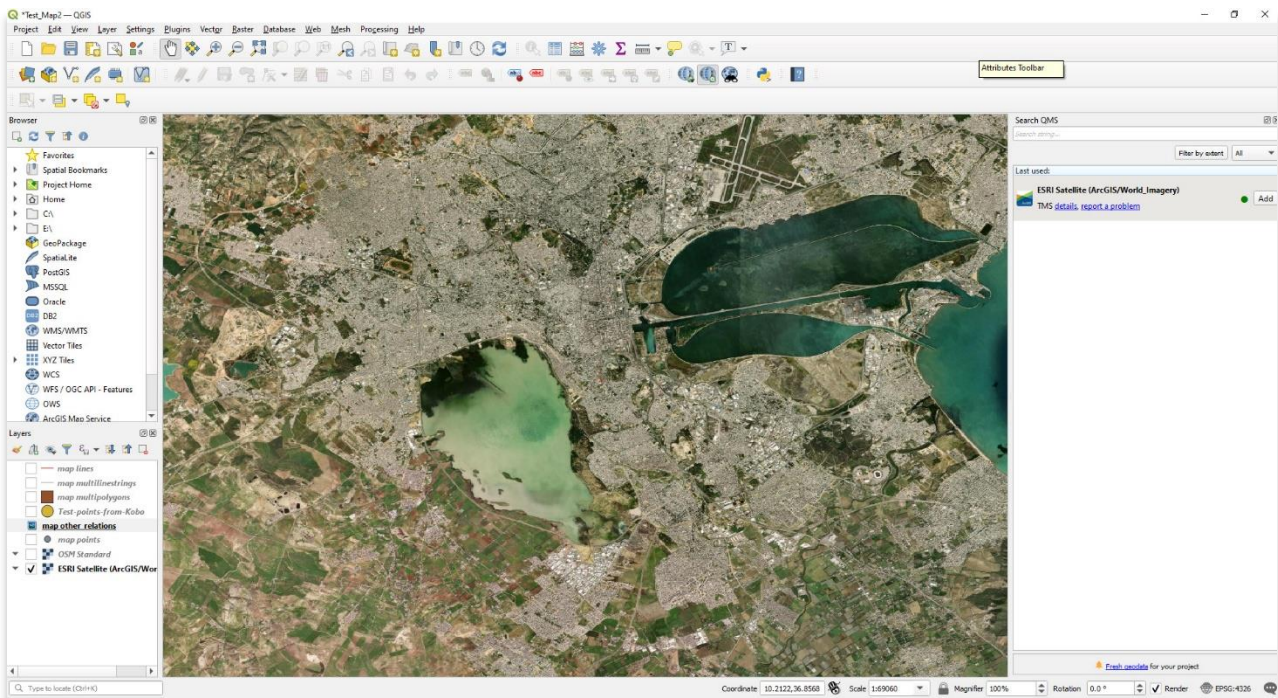 *Test_Map2 — QGIS
Project Edit View Layer Settings Plugins Vector Raster Database Web Mesh Processing Help
Attributes Toolbar
Browser
Favorites
Spatial Bookmarks
Project Home
Home
C:\
E:\
GeoPackage
SpatiaLite
PostGIS
MSSQL
Oracle
DB2
WMS/WMTS
Vector Tiles
XYZ Tiles
WCS
WFS / OGC API - Features
OWS
ArcGIS Map Service
Layers
map lines
map multilinestrings
map multipolygons
Test-points-from-Kobo
map other_relations
map points
OSM Standard
ESRI Satellite (ArcGIS/Wor
Search QMS
Search string...
Filter by extent All
Last used:
ESRI Satellite (ArcGIS/World_Imagery)
TMS details, report a problem
Add
Fresh geodata for your project
Type to locate (Ctrl+K)
Coordinate 10.2122,36.8568 Scale 1:69060 Magnifier 100% Rotation 0.0 ° Render EPSG:4326